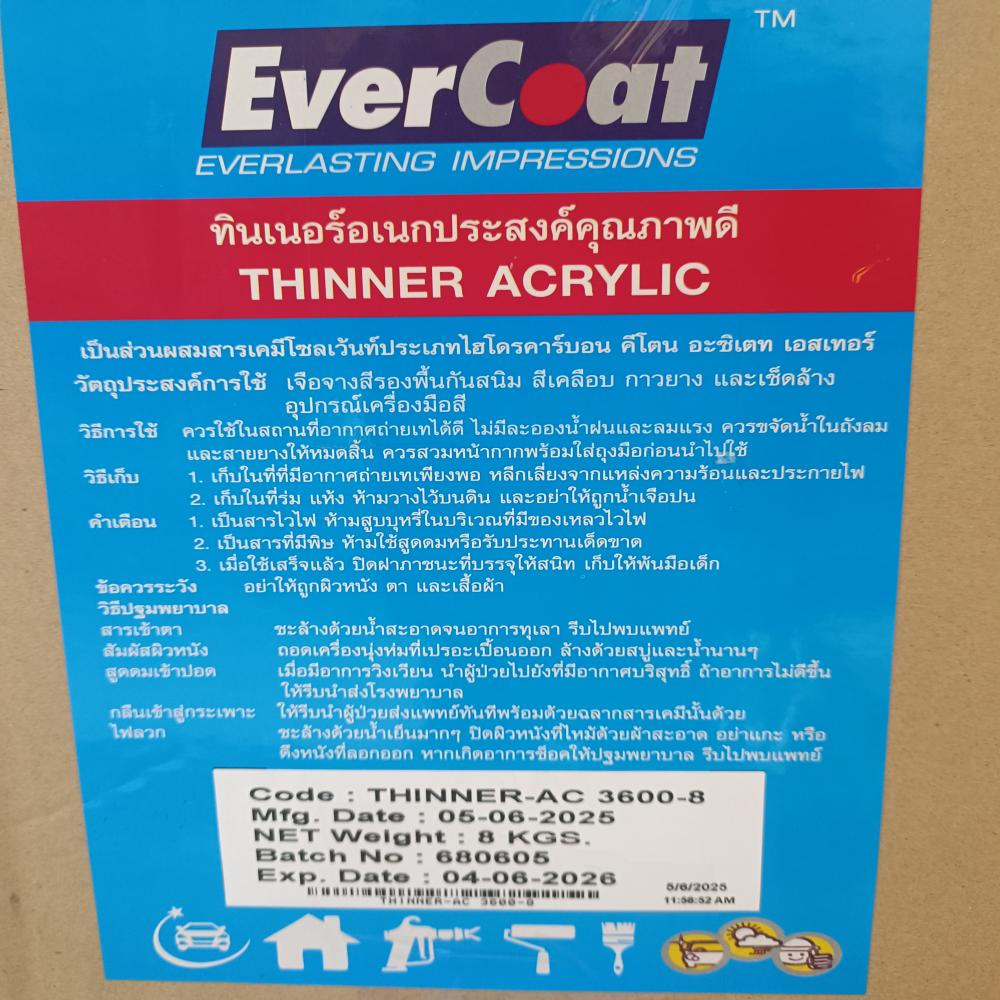 TM
EverCoat
EVERLASTING IMPRESSIONS
ทินเนอร์อเนกประสงค์คุณภาพดี
THINNER ACRYLIC
เป็นส่วนผสมสารเคมีโซลเว้นท์ประเภทไฮโดรคาร์บอน คีโตน อะซิเตท เอสเทอร์
วัตถุประสงค์การใช้ เจือจางสีรองพื้นกันสนิม สีเคลือบ กาวยาง และเช็ดล้าง
อุปกรณ์เครื่องมือสี
วิธีการใช้ ควรใช้ในสถานที่อากาศถ่ายเทได้ดี ไม่มีละอองน้ำฝนและลมแรง ควรขจัดน้ำในถังลม
และสายยางให้หมดสิ้น ควรสวมหน้ากากพร้อมใส่ถุงมือก่อนนำไปใช้
วิธีเก็บ 1. เก็บในที่ที่มีอากาศถ่ายเทเพียงพอ หลีกเลี่ยงจากแหล่งความร้อนและประกายไฟ
2. เก็บในที่ร่ม แห้ง ห้ามวางไว้บนดิน และอย่าให้ถูกน้ำเจือปน
คำเตือน 1. เป็นสารไวไฟ ห้ามสูบบุหรี่ในบริเวณที่มีของเหลวไวไฟ
2. เป็นสารที่มีพิษ ห้ามใช้สูดดมหรือรับประทานเด็ดขาด
3. เมื่อใช้เสร็จแล้ว ปิดฝาภาชนะที่บรรจุให้สนิท เก็บให้พ้นมือเด็ก
ข้อควรระวัง อย่าให้ถูกผิวหนัง ตา และเสื้อผ้า
วิธีปฐมพยาบาล
สารเข้าตา ชะล้างด้วยน้ำสะอาดจนอาการทุเลา รีบไปพบแพทย์
สัมผัสผิวหนัง ถอดเครื่องนุ่งห่มที่เปรอะเปื้อนออก ล้างด้วยสบู่และน้ำนานๆ
สูดดมเข้าปอด เมื่อมีอาการวิงเวียน นำผู้ป่วยไปยังที่มีอากาศบริสุทธิ์ ถ้าอาการไม่ดีขึ้น
ให้รีบนำส่งโรงพยาบาล
กลืนเข้าสู่กระเพาะ ให้รีบนำผู้ป่วยส่งแพทย์ทันทีพร้อมด้วยฉลากสารเคมีนั้นด้วย
ไฟลวก ชะล้างด้วยน้ำเย็นมากๆ ปิดผิวหนังที่ไหม้ด้วยผ้าสะอาด อย่าแกะ หรือ
ดึงหนังที่ลอกออก หากเกิดอาการช็อคให้ปฐมพยาบาล รีบไปพบแพทย์
Code : THINNER-AC 3600-8
Mfg. Date : 05-06-2025
NET Weight : 8 KGS.
Batch No : 680605
Exp. Date : 04-06-2026
5/6/2025
11:56:52 AM
THINNER-AC 3600-8